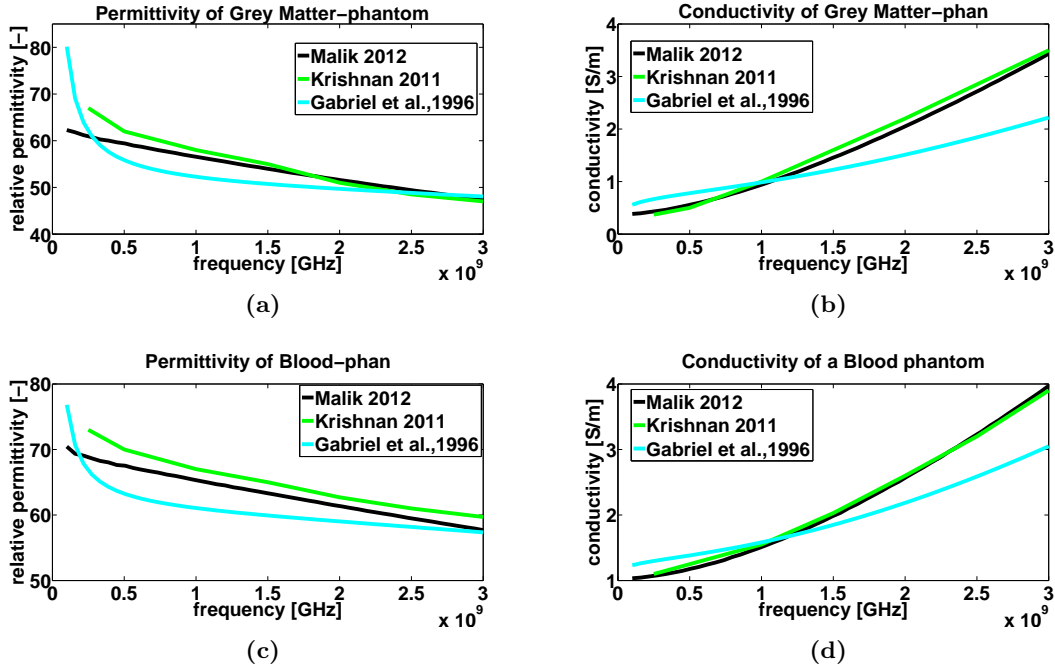 Permittivity of Grey Matter−phantom
relative permittivity [−]
80
70
60
50
40
Malik 2012
Krishnan 2011
Gabriel et al.,1996
0 0.5 1 1.5 2 2.5 3
frequency [GHz]
x 10^9
(a)
Conductivity of Grey Matter−phan
conductivity [S/m]
4
3
2
1
0
Malik 2012
Krishnan 2011
Gabriel et al.,1996
0 0.5 1 1.5 2 2.5 3
frequency [GHz]
x 10^9
(b)
Permittivity of Blood−phan
relative permittivity [−]
80
70
60
50
Malik 2012
Krishnan 2011
Gabriel et al.,1996
0 0.5 1 1.5 2 2.5 3
frequency [GHz]
x 10^9
(c)
Conductivity of a Blood phantom
conductivity [S/m]
4
3
2
1
Malik 2012
Krishnan 2011
Gabriel et al.,1996
0 0.5 1 1.5 2 2.5 3
frequency [GHz]
x 10^9
(d)